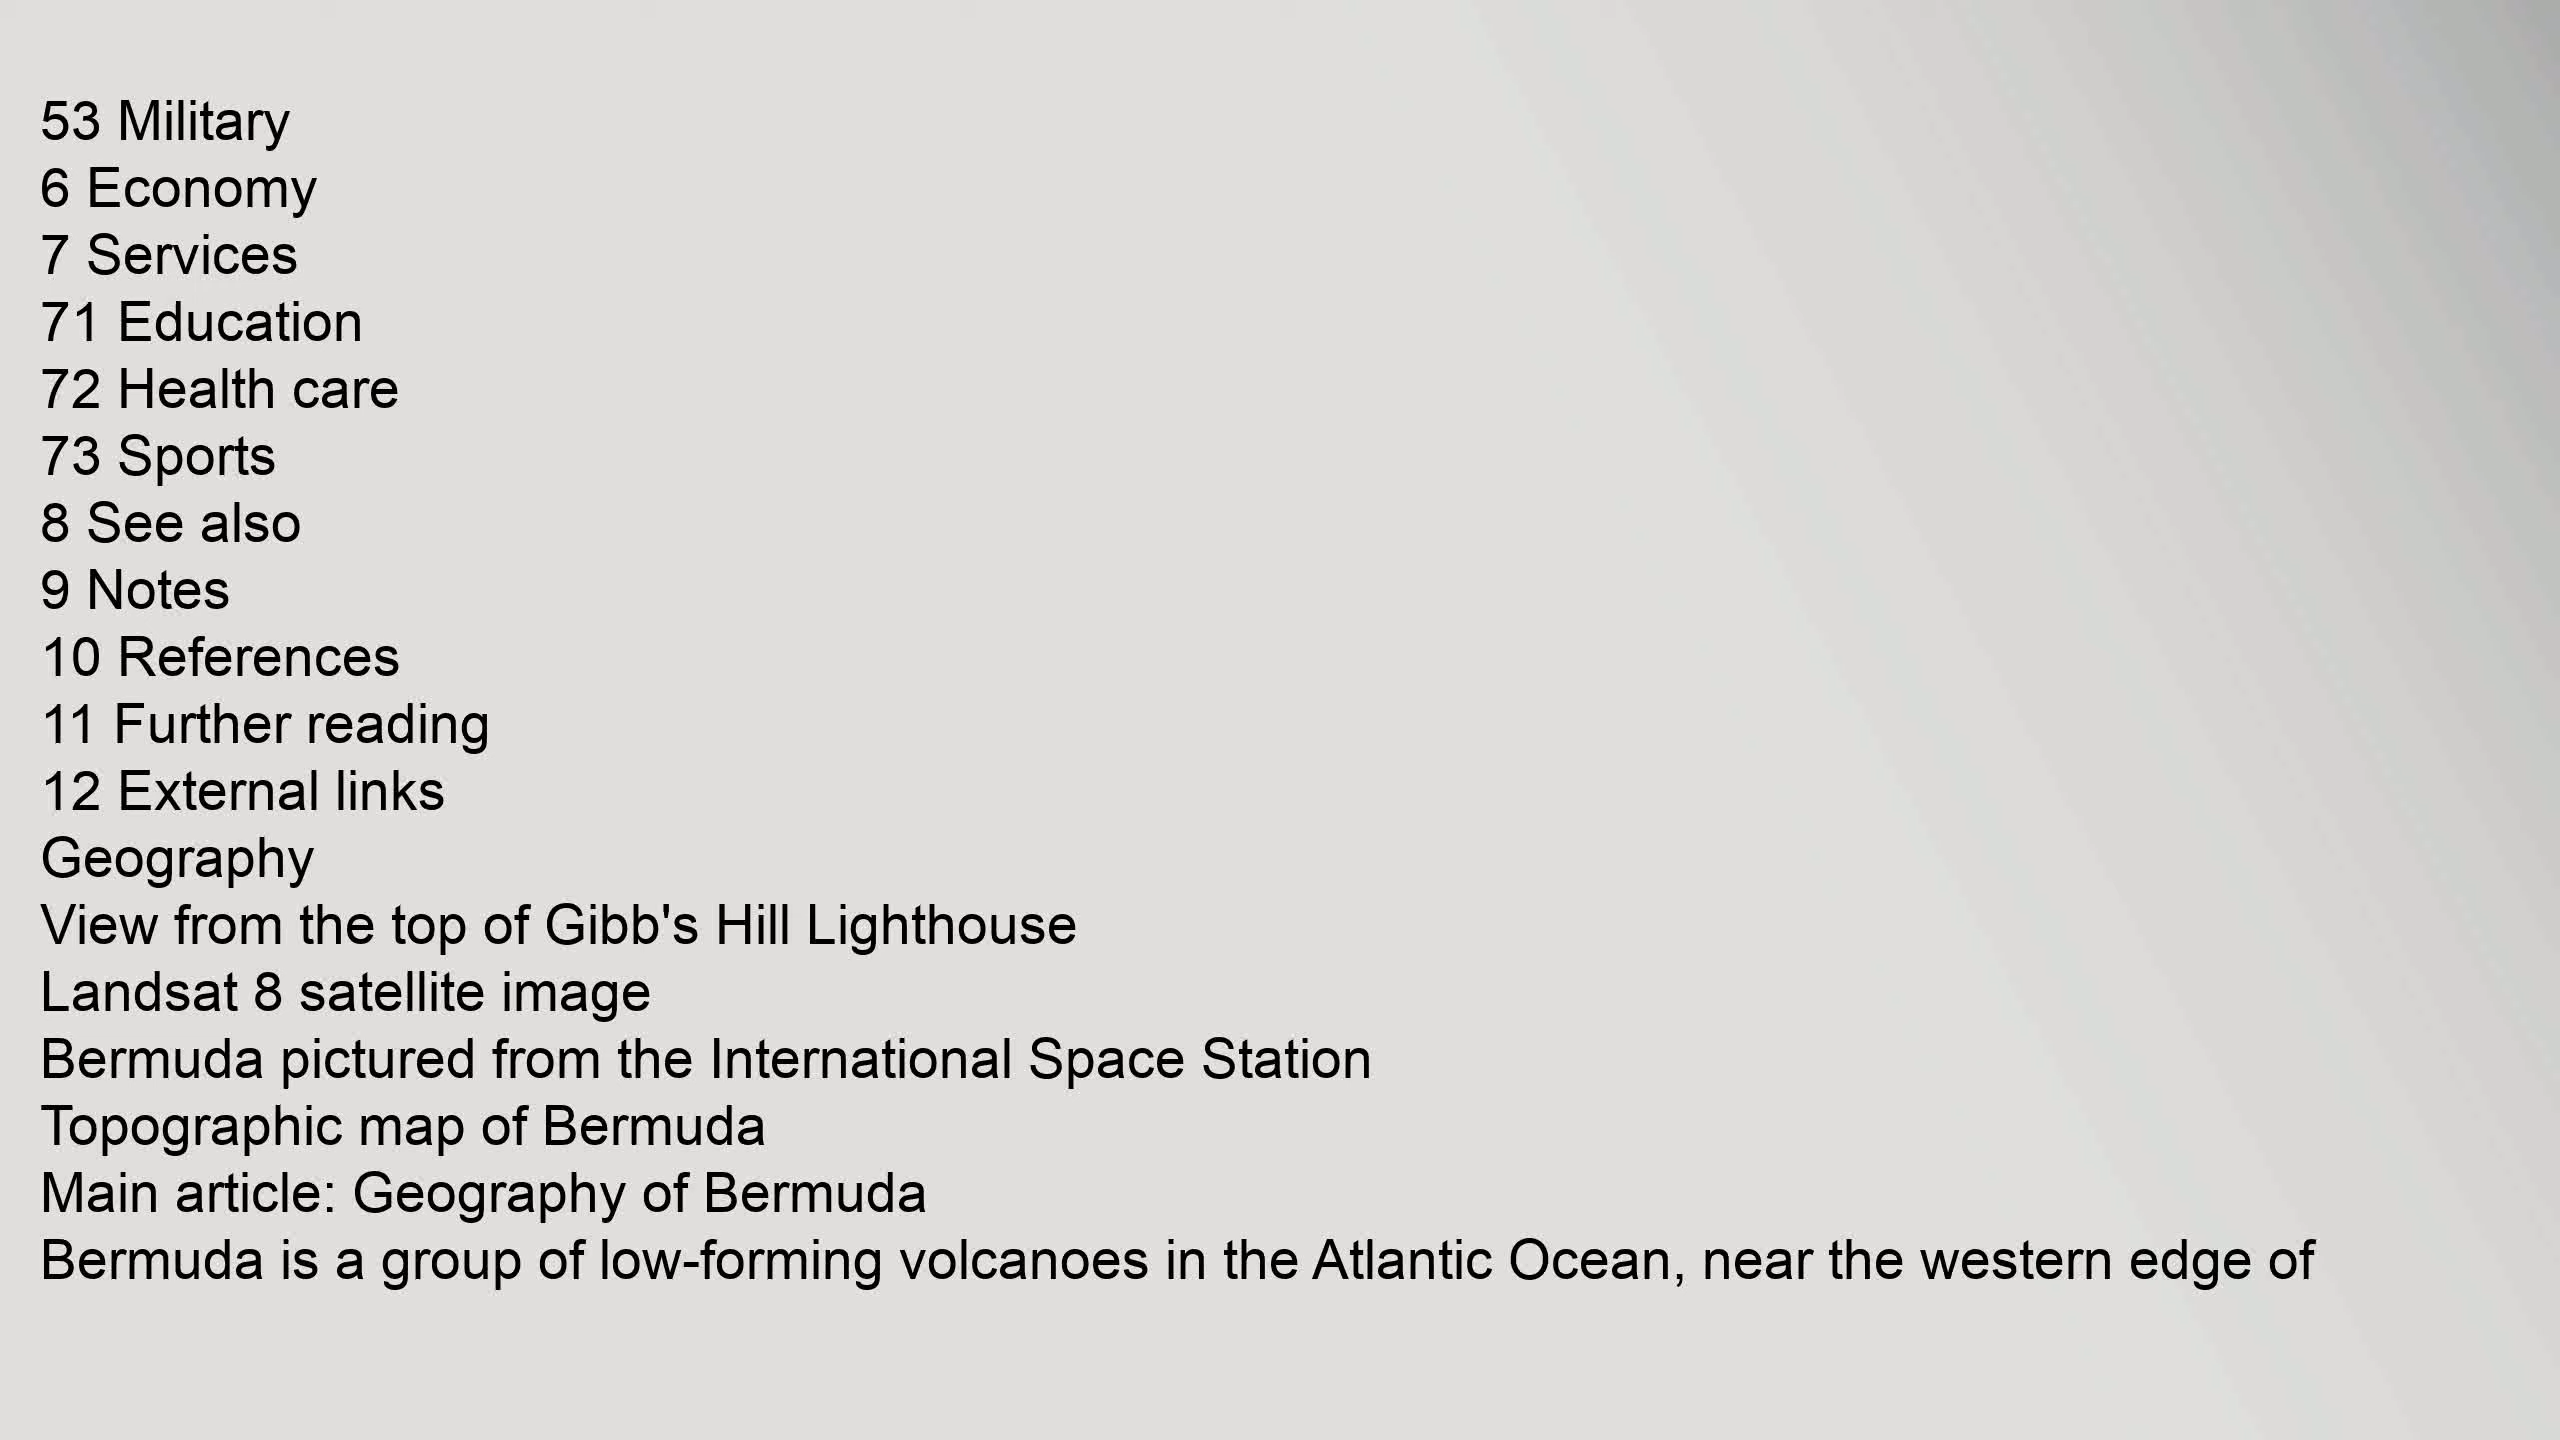 53 Military
6 Economy
7 Services
71 Education
72 Health care
73 Sports
8 See also
9 Notes
10 References
11 Further reading
12 External links
Geography
View from the top of Gibb's Hill Lighthouse
Landsat 8 satellite image
Bermuda pictured from the International Space Station
Topographic map of Bermuda
Main article: Geography of Bermuda
Bermuda is a group of low-forming volcanoes in the Atlantic Ocean, near the western edge of